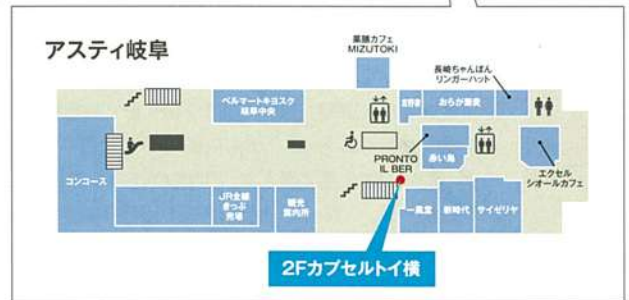 アスティ岐阜
薬膳カフェ
MIZUTOKI
長崎ちゃんぽん
リンガーハット
ベルマートキヨスク
岐阜中央
おらが蕎麦
PRONTO
IL BER
赤い鳥
エクセル
シオールカフェ
コンコース
JR全線
きっぷ
売場
観光
案内所
一風堂
新時代
サイゼリヤ
2Fカプセルトイ横